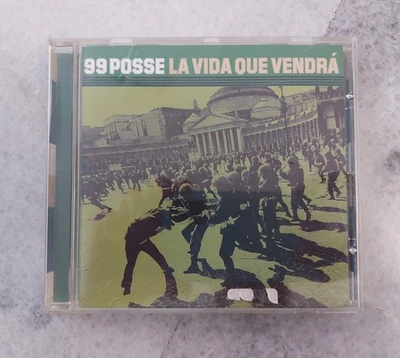 99 POSSE LA VIDA QUE VENDRÁ